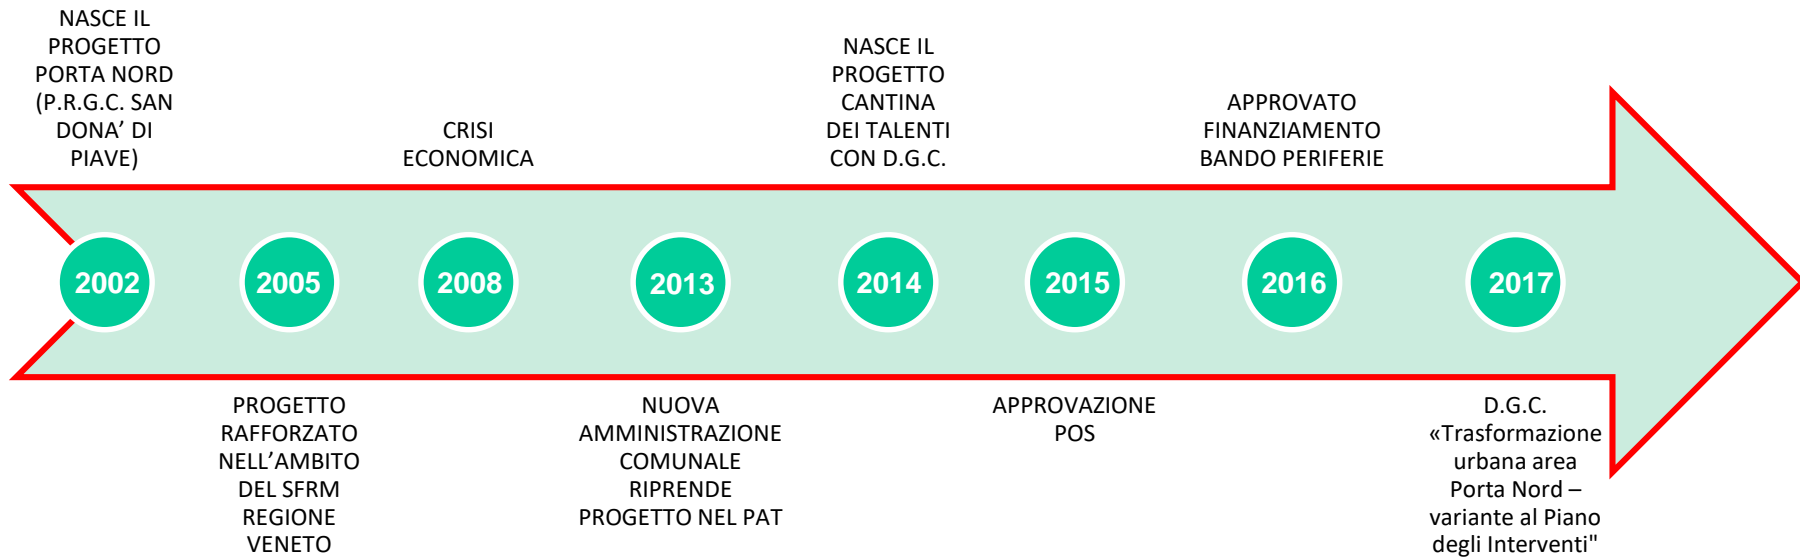 NASCE IL
PROGETTO
PORTA NORD
(P.R.G.C. SAN
DONA’ DI
PIAVE)
CRISI
ECONOMICA
NASCE IL
PROGETTO
CANTINA
DEI TALENTI
CON D.G.C.
APPROVATO
FINANZIAMENTO
BANDO PERIFERIE
2002
2005
2008
2013
2014
2015
2016
2017
PROGETTO
RAFFORZATO
NELL’AMBITO
DEL SFRM
REGIONE
VENETO
NUOVA
AMMINISTRAZIONE
COMUNALE
RIPRENDE
PROGETTO NEL PAT
APPROVAZIONE
POS
D.G.C.
«Trasformazione
urbana area
Porta Nord –
variante al Piano
degli Interventi"